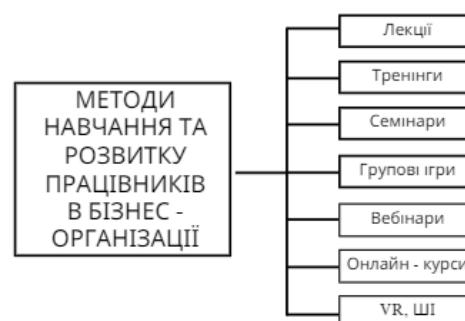 МЕТОДИ
НАВЧАННЯ ТА
РОЗВИТКУ
ПРАЦІВНИКІВ
В БІЗНЕС -
ОРГАНІЗАЦІЇ
Лекції
Тренінги
Семінари
Групові ігри
Вебінари
Онлайн - курси
VR, ШІ